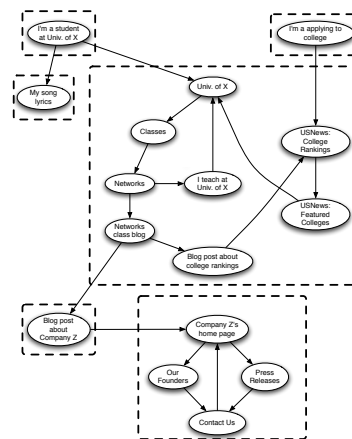 I'm a student
at Univ. of X
I'm a applying to
college
My song
lyrics
Univ. of X
Classes
USNews:
College
Rankings
Networks
I teach at
Univ. of X
USNews:
Featured
Colleges
Networks
class blog
Blog post about
college rankings
Blog post
about
Company Z
Company Z's
home page
Our
Founders
Press
Releases
Contact Us